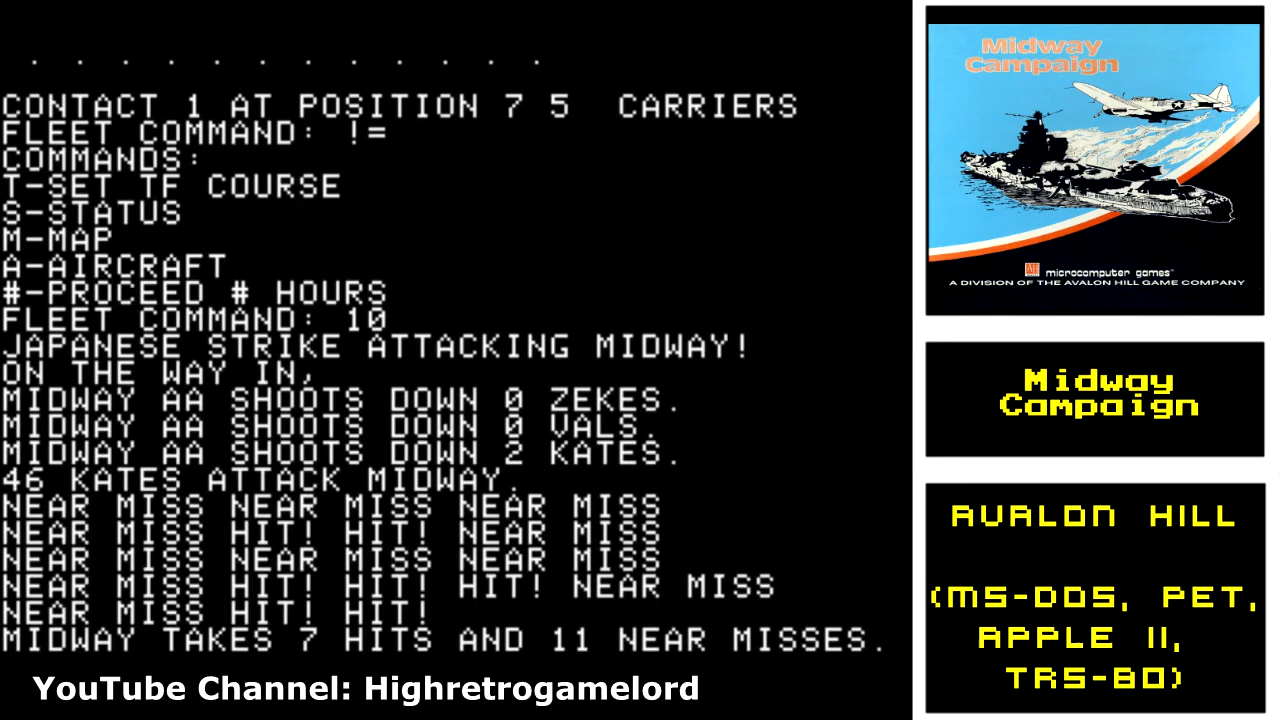 . . . . . . . . . . . . . .
CONTACT 1 AT POSITION 7 5 CARRIERS
FLEET COMMAND: !=
COMMANDS:
T-SET TF COURSE
S-STATUS
M-MAP
A-AIRCRAFT
#-PROCEED # HOURS
FLEET COMMAND: 10
JAPANESE STRIKE ATTACKING MIDWAY!
ON THE WAY IN,
MIDWAY AA SHOOTS DOWN 0 ZEKES.
MIDWAY AA SHOOTS DOWN 0 VALS.
MIDWAY AA SHOOTS DOWN 2 KATES.
46 KATES ATTACK MIDWAY.
NEAR MISS NEAR MISS NEAR MISS
NEAR MISS HIT! HIT! NEAR MISS
NEAR MISS NEAR MISS NEAR MISS
NEAR MISS HIT! HIT! HIT! NEAR MISS
NEAR MISS HIT! HIT!
MIDWAY TAKES 7 HITS AND 11 NEAR MISSES.
YouTube Channel: Highretrogamelord
Midway
Campaign
AH microcomputer games™
A DIVISION OF THE AVALON HILL GAME COMPANY
Midway
Campaign
AVALON HILL
(MS-DOS, PET,
APPLE II,
TRS-80)